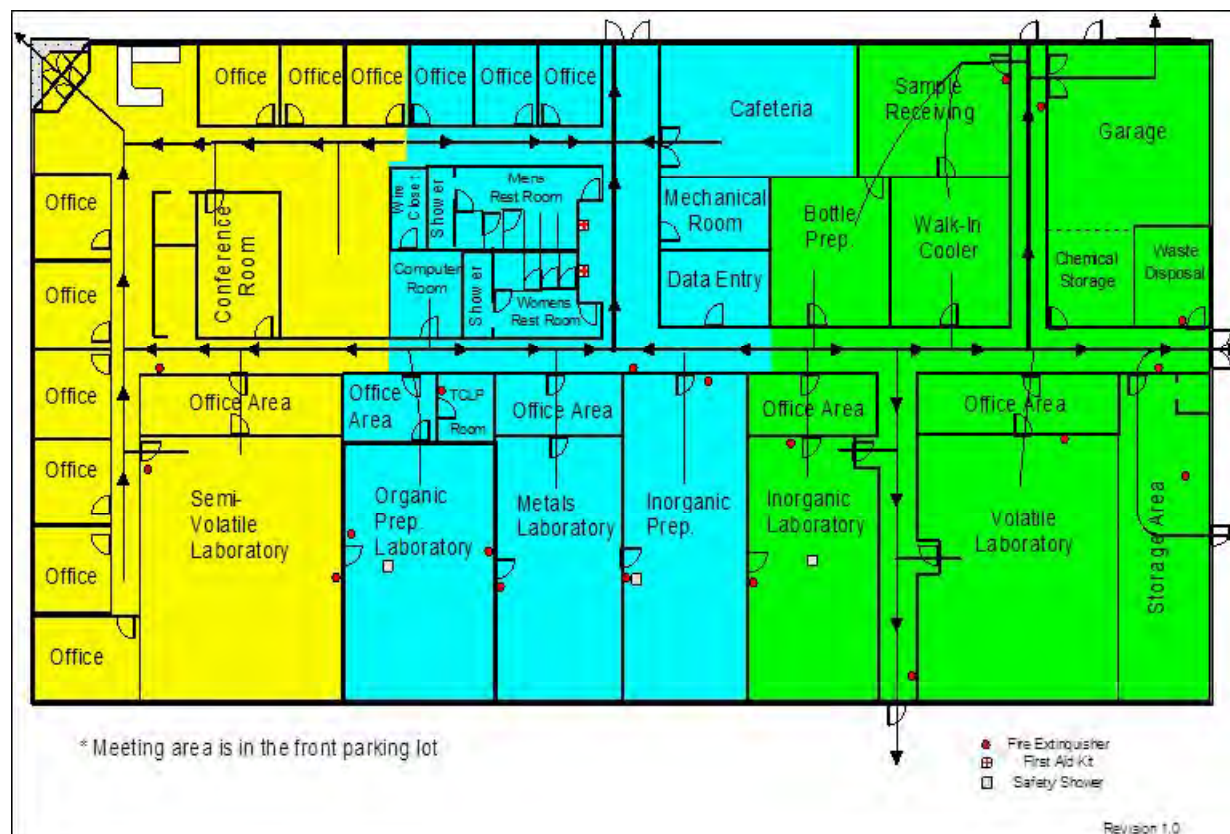 Office
Office
Office
Office
Office
Office
Cafeteria
Sample
Receiving
Garage
Office
Conference
Room
Wire
Closet
Shower
Mens
Rest Room
Mechanical
Room
Bottle
Prep.
Walk-In
Cooler
Office
Computer
Room
Shower
Womens
Rest Room
Data Entry
Chemical
Storage
Waste
Disposal
Office
Office Area
Office
Area
TCLP
Room
Office Area
Office Area
Office Area
Office
Semi-
Volatile
Laboratory
Organic
Prep.
Laboratory
Metals
Laboratory
Inorganic
Prep.
Inorganic
Laboratory
Volatile
Laboratory
Storage Area
Office
Office
* Meeting area is in the front parking lot
Fire Extinguisher
First Aid-Kit
Safety Shower
Revision 1.0